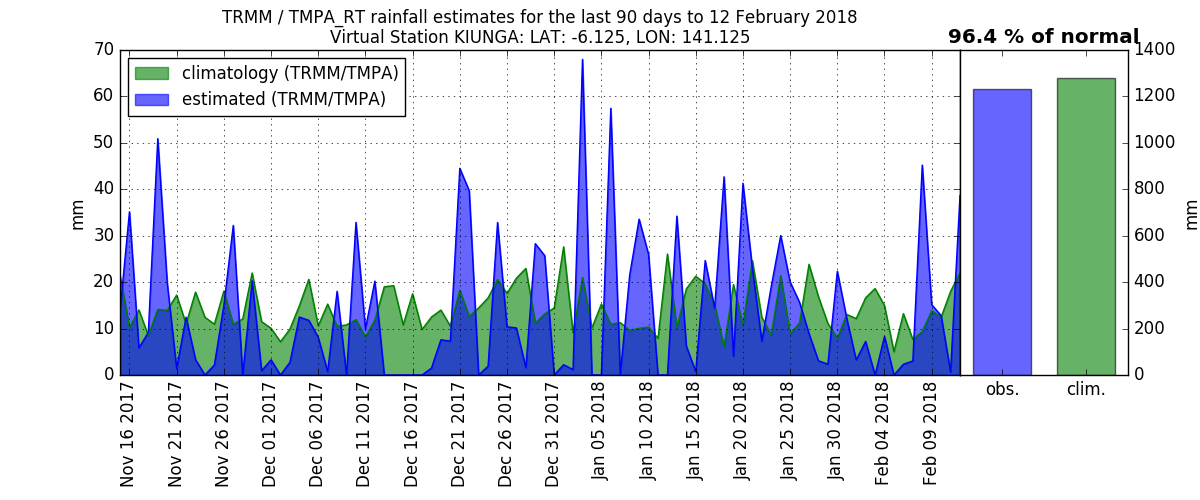 TRMM / TMPA_RT rainfall estimates for the last 90 days to 12 February 2018
Virtual Station KIUNGA: LAT: -6.125, LON: 141.125
96.4 % of normal
climatology (TRMM/TMPA)
estimated (TRMM/TMPA)
70
60
50
40
30
20
10
0
mm
1400
1200
1000
800
600
400
200
0
mm
Nov 16 2017
Nov 21 2017
Nov 26 2017
Dec 01 2017
Dec 06 2017
Dec 11 2017
Dec 16 2017
Dec 21 2017
Dec 26 2017
Dec 31 2017
Jan 05 2018
Jan 10 2018
Jan 15 2018
Jan 20 2018
Jan 25 2018
Jan 30 2018
Feb 04 2018
Feb 09 2018
obs.
clim.